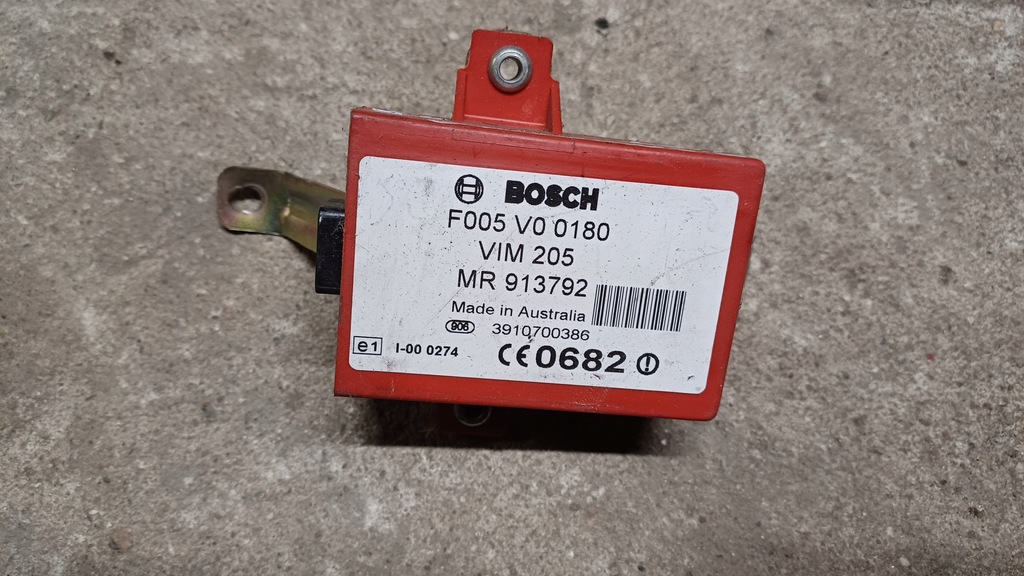 BOSCH
F005 V0 0180
VIM 205
MR 913792
Made in Australia
906 3910700386
e1 I-00 0274 CE0682